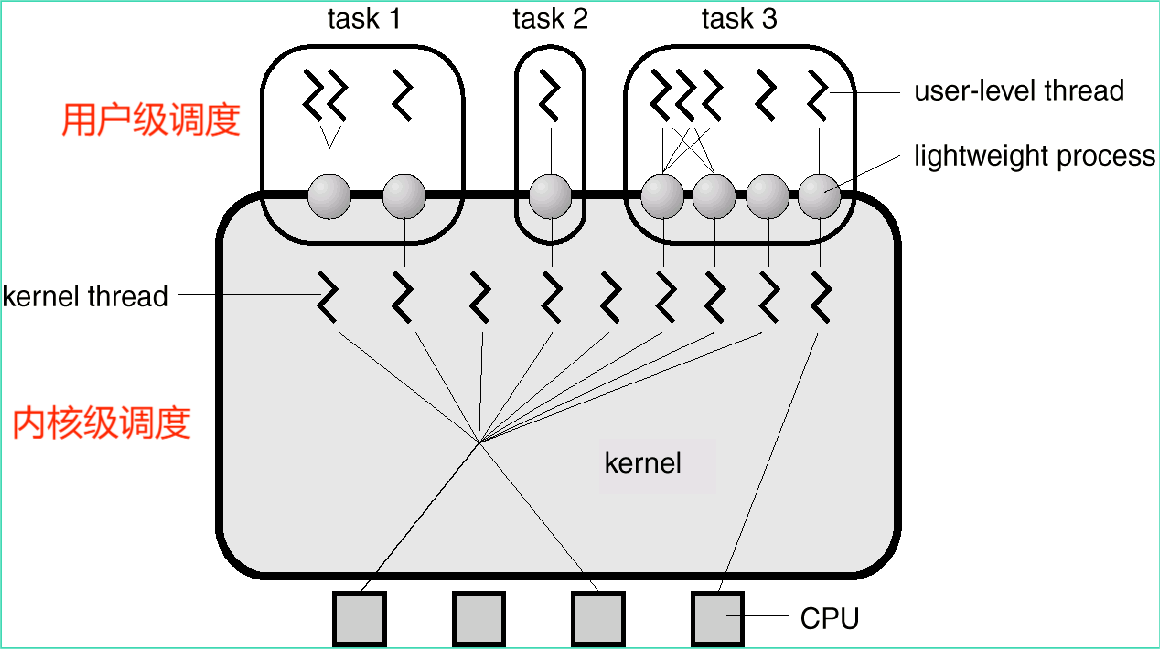 task 1
task 2
task 3
用户级调度
user-level thread
lightweight process
kernel thread
内核级调度
kernel
CPU